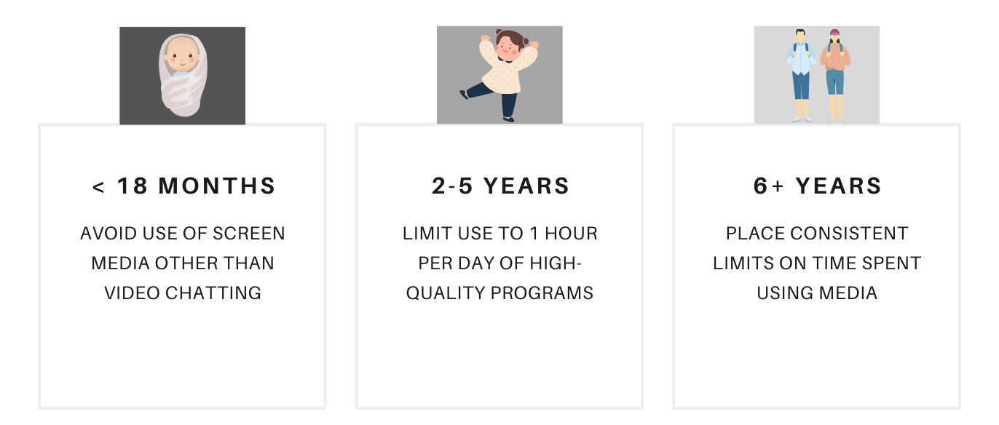 < 18 MONTHS
AVOID USE OF SCREEN
MEDIA OTHER THAN
VIDEO CHATTING
2-5 YEARS
LIMIT USE TO 1 HOUR
PER DAY OF HIGH-
QUALITY PROGRAMS
6+ YEARS
PLACE CONSISTENT
LIMITS ON TIME SPENT
USING MEDIA